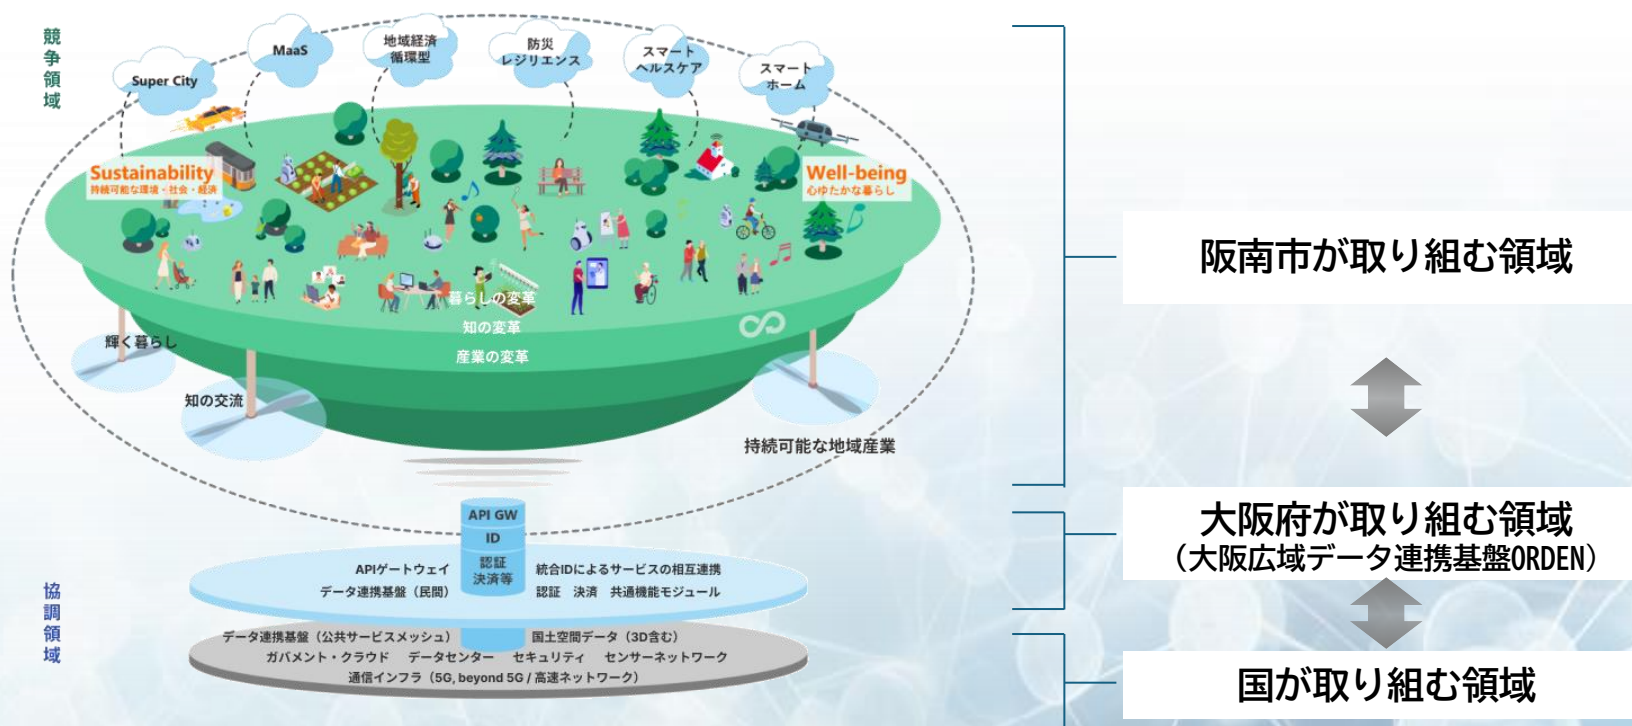 競争領域
Super City
MaaS
地域経済
循環型
防災
レジリエンス
スマート
ヘルスケア
スマート
ホーム
Sustainability
持続可能な環境・社会・経済
Well-being
心ゆたかな暮らし
暮らしの変革
知の変革
産業の変革
輝く暮らし
知の交流
持続可能な地域産業
協調領域
API GW
ID
認証
決済等
APIゲートウェイ
データ連携基盤（民間）
統合IDによるサービスの相互連携
認証　決済　共通機能モジュール
データ連携基盤（公共サービスメッシュ）
国土空間データ（3D含む）
ガバメント・クラウド　データセンター　セキュリティ　センサーネットワーク
通信インフラ（5G, beyond 5G / 高速ネットワーク）
阪南市が取り組む領域
大阪府が取り組む領域
（大阪広域データ連携基盤ORDEN）
国が取り組む領域